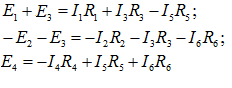 E₁ + E₃ = I₁R₁ + I₃R₃ − I₅R₅;
−E₂ − E₃ = −I₂R₂ − I₃R₃ − I₆R₆;
E₄ = −I₄R₄ + I₅R₅ + I₆R₆